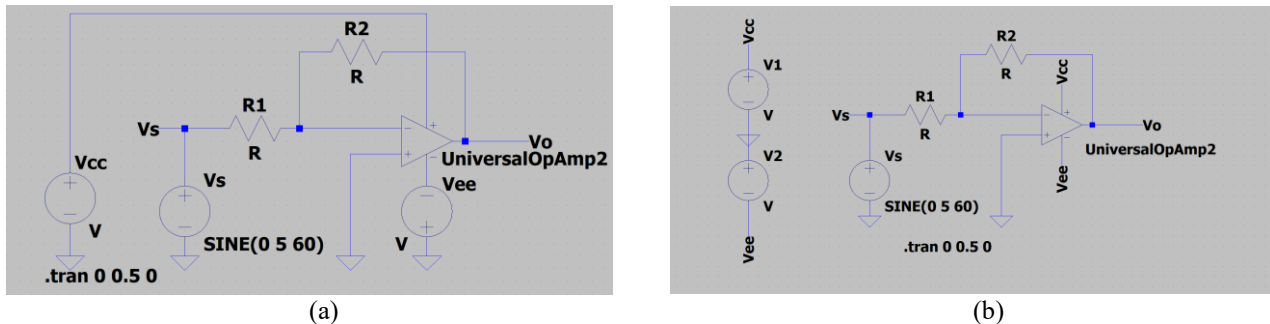 R2
R
R1
Vs
R
Vo
UniversalOpAmp2
Vcc
Vs
Vee
V
SINE(0 5 60)
V
.tran 0 0.5 0
(a)
Vcc
V1
V
V2
V
Vee
R2
R
Vcc
R1
Vs
R
Vo
UniversalOpAmp2
Vs
Vee
SINE(0 5 60)
.tran 0 0.5 0
(b)